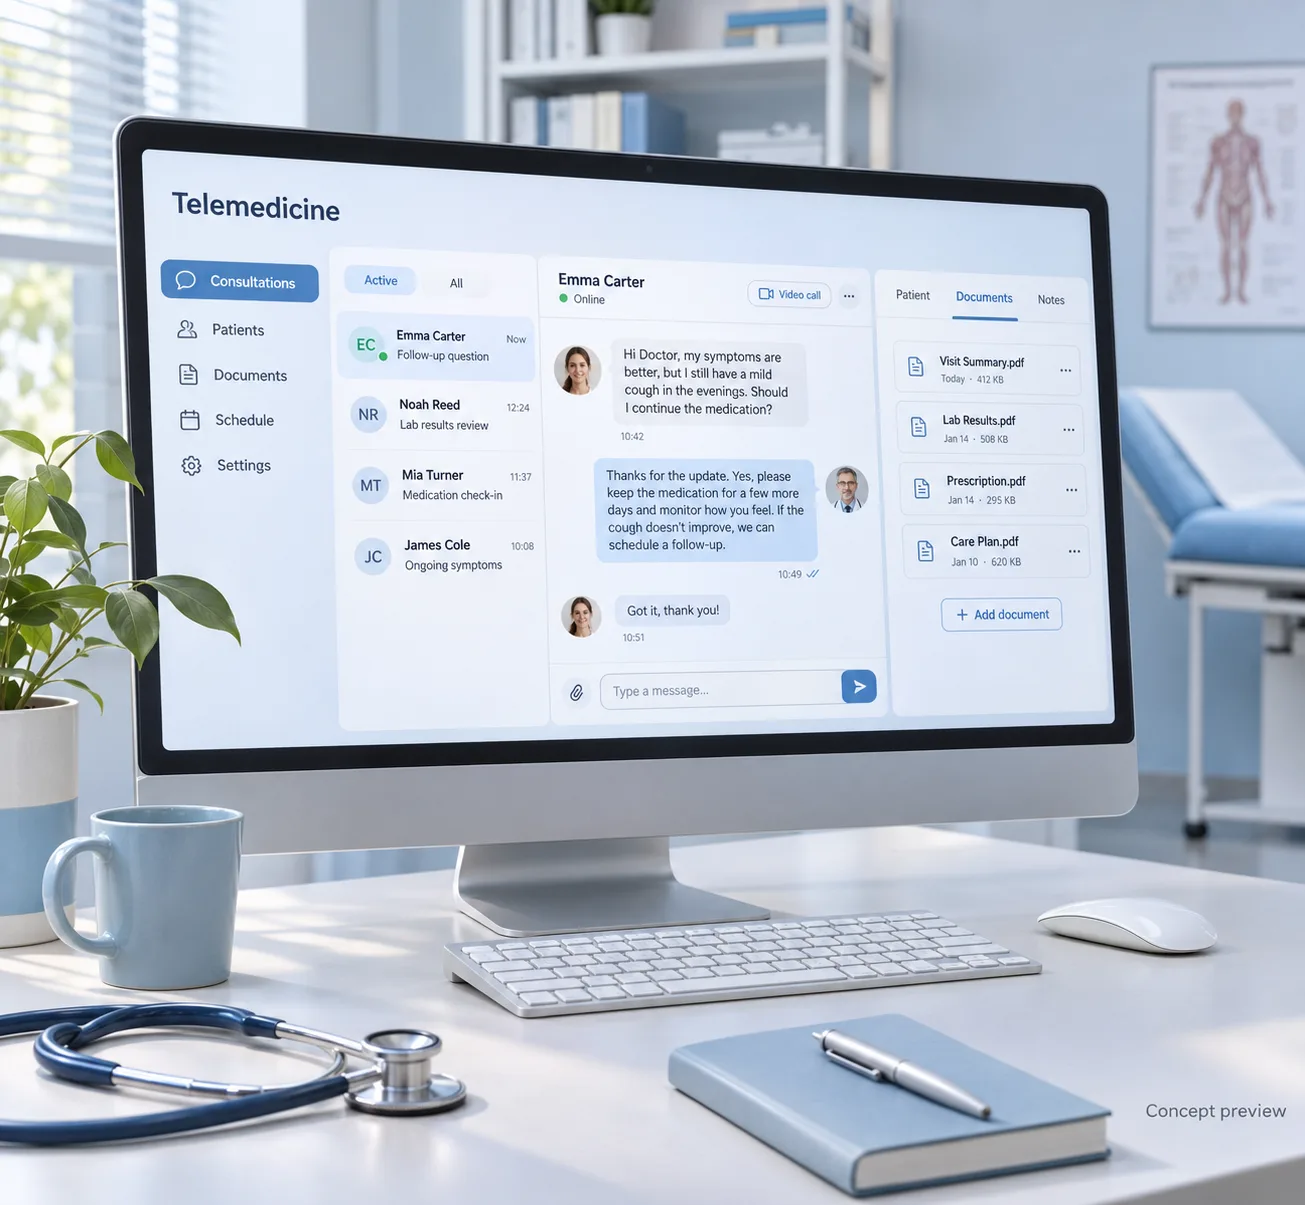 Telemedicine
Consultations
Patients
Documents
Schedule
Settings
Active
All
EC
Emma Carter
Now
Follow-up question
NR
Noah Reed
12:24
Lab results review
MT
Mia Turner
11:37
Medication check-in
JC
James Cole
10:08
Ongoing symptoms
Emma Carter
Online
Video call
Hi Doctor, my symptoms are
better, but I still have a mild
cough in the evenings. Should
I continue the medication?
10:42
Thanks for the update. Yes, please
keep the medication for a few more
days and monitor how you feel. If the
cough doesn't improve, we can
schedule a follow-up.
10:49
Got it, thank you!
10:51
Type a message...
Patient
Documents
Notes
Visit Summary.pdf
Today · 412 KB
Lab Results.pdf
Jan 14 · 508 KB
Prescription.pdf
Jan 14 · 295 KB
Care Plan.pdf
Jan 10 · 620 KB
+ Add document
Concept preview